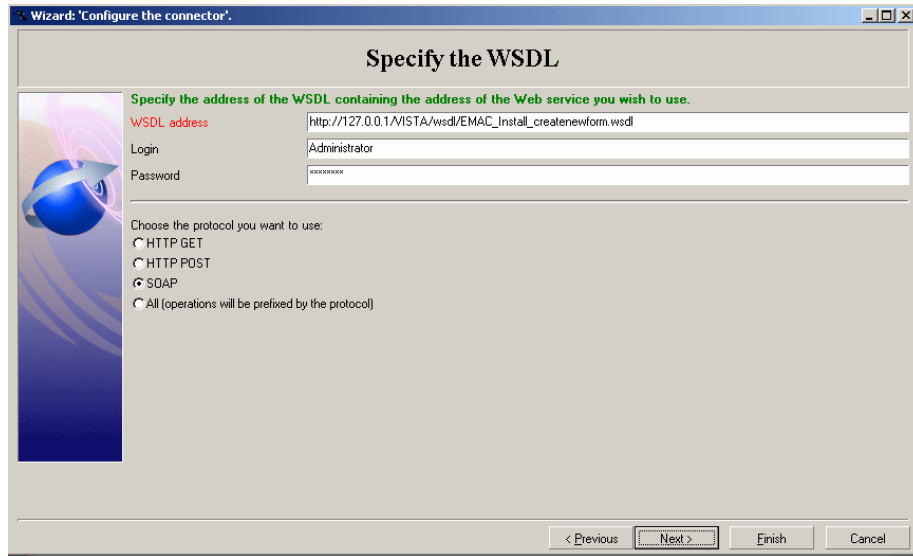 Wizard: 'Configure the connector'.
Specify the WSDL
Specify the address of the WSDL containing the address of the Web service you wish to use.
WSDL address http://127.0.0.1/VISTA/wsdl/EMAC_Install_createnewform.wsdl
Login Administrator
Password ××××××××
Choose the protocol you want to use:
HTTP GET
HTTP POST
SOAP
All (operations will be prefixed by the protocol)
< Previous Next > Finish Cancel